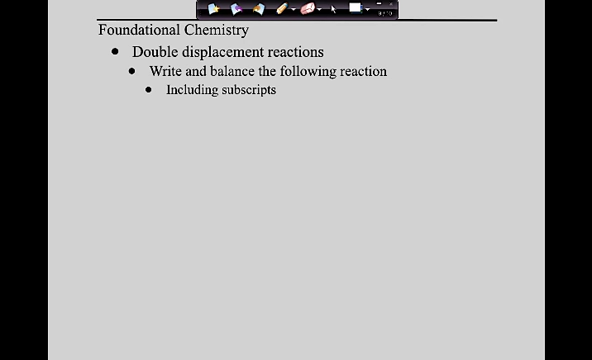 Foundational Chemistry
• Double displacement reactions
• Write and balance the following reaction
• Including subscripts